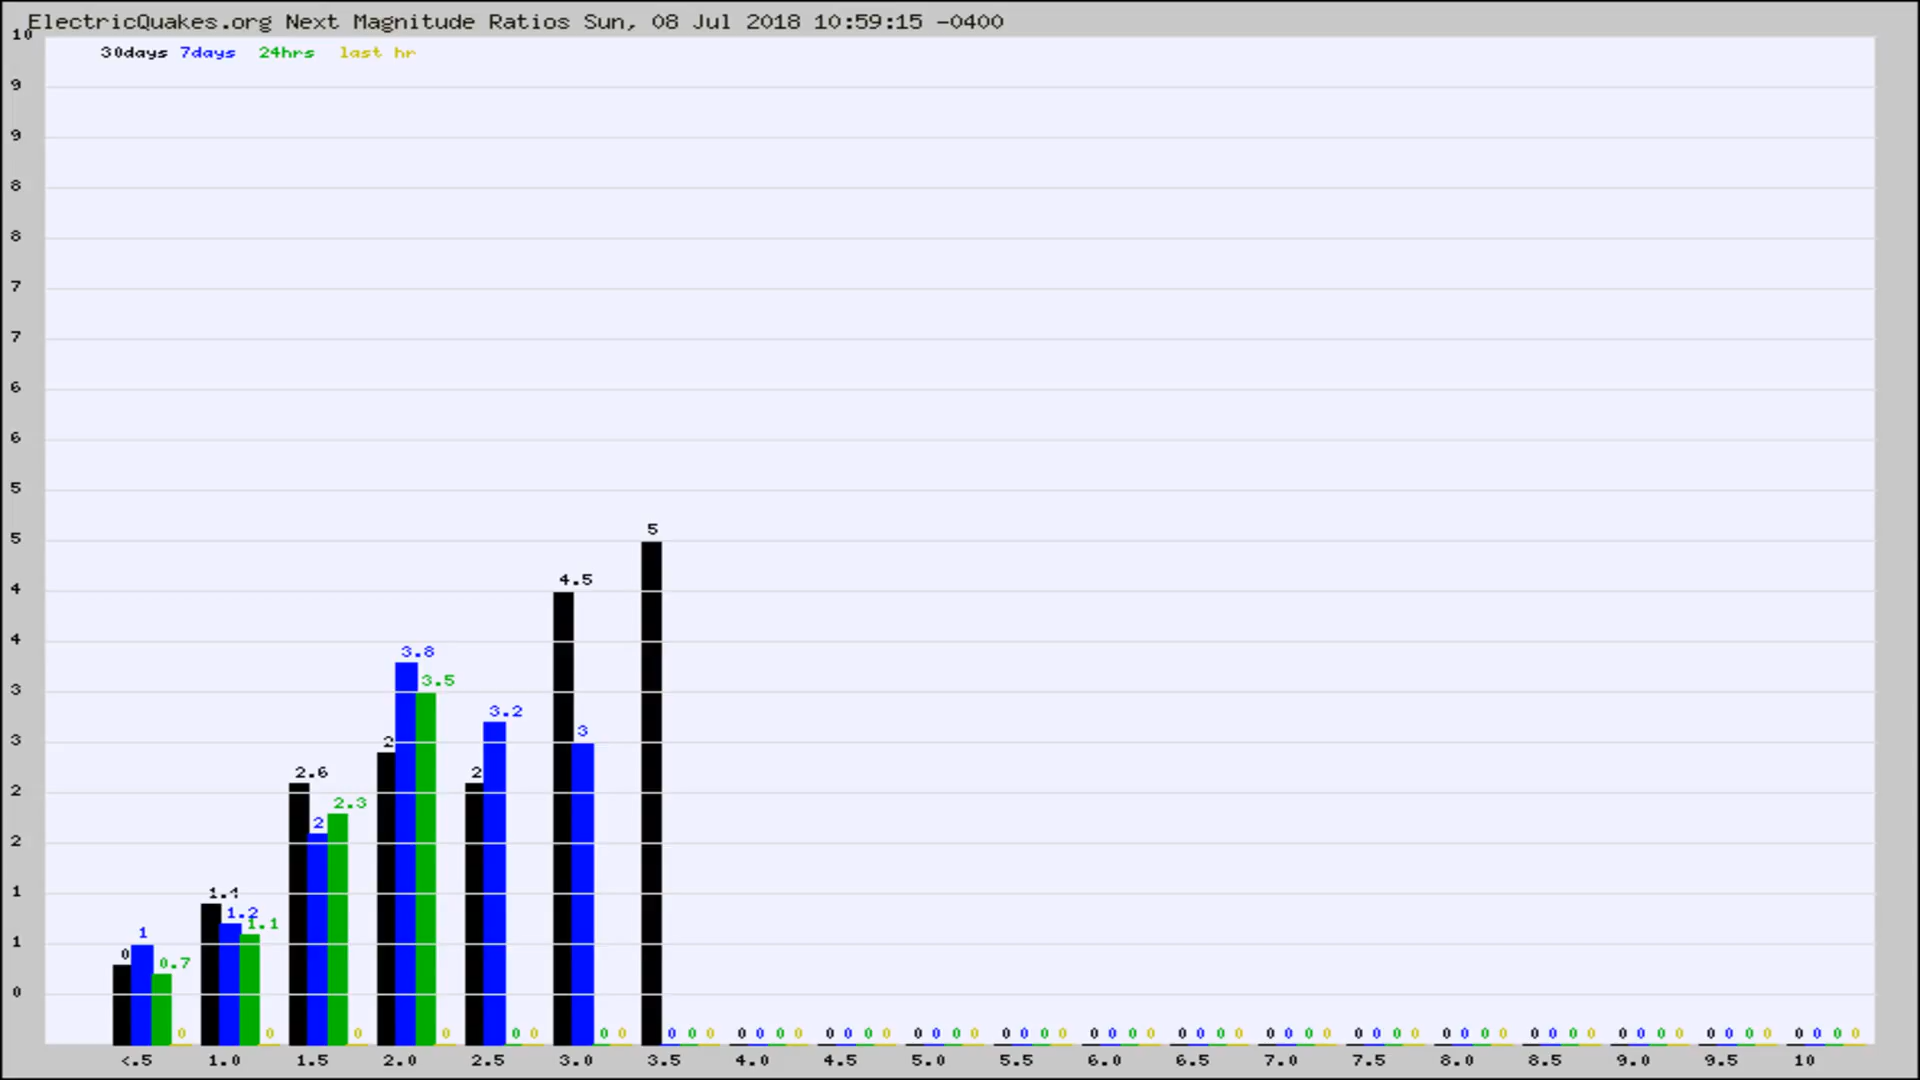 ElectricQuakes.org Next Magnitude Ratios Sun, 08 Jul 2018 10:59:15 -0400
30days 7days 24hrs last hr
10
9
9
8
8
7
7
6
6
5
5
4
4
3
3
2
2
1
1
0
0 1 0.7 0
1.4 1.2 1.1 0
2.6 2 2.3 0
2 3.8 3.5 0
2 3.2 0 0
4.5 3 0 0
5 0 0 0
0 0 0 0
0 0 0 0
0 0 0 0
0 0 0 0
0 0 0 0
0 0 0 0
0 0 0 0
0 0 0 0
0 0 0 0
0 0 0 0
0 0 0 0
0 0 0 0
0 0 0 0
<.5 1.0 1.5 2.0 2.5 3.0 3.5 4.0 4.5 5.0 5.5 6.0 6.5 7.0 7.5 8.0 8.5 9.0 9.5 10